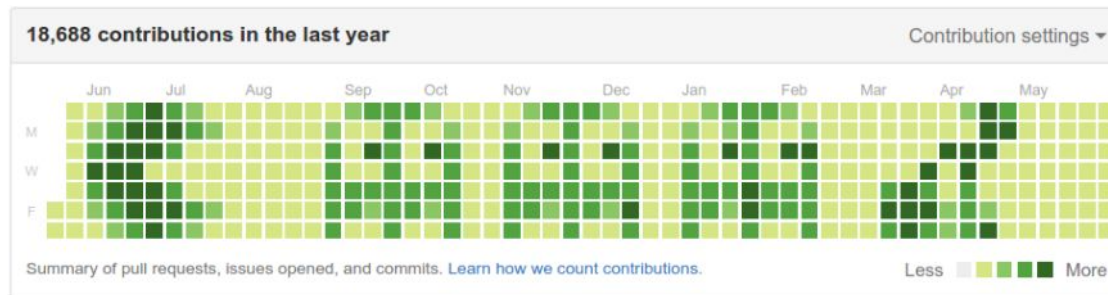 18,688 contributions in the last year Contribution settings
Jun Jul Aug Sep Oct Nov Dec Jan Feb Mar Apr May
M
W
F
Summary of pull requests, issues opened, and commits. Learn how we count contributions. Less More